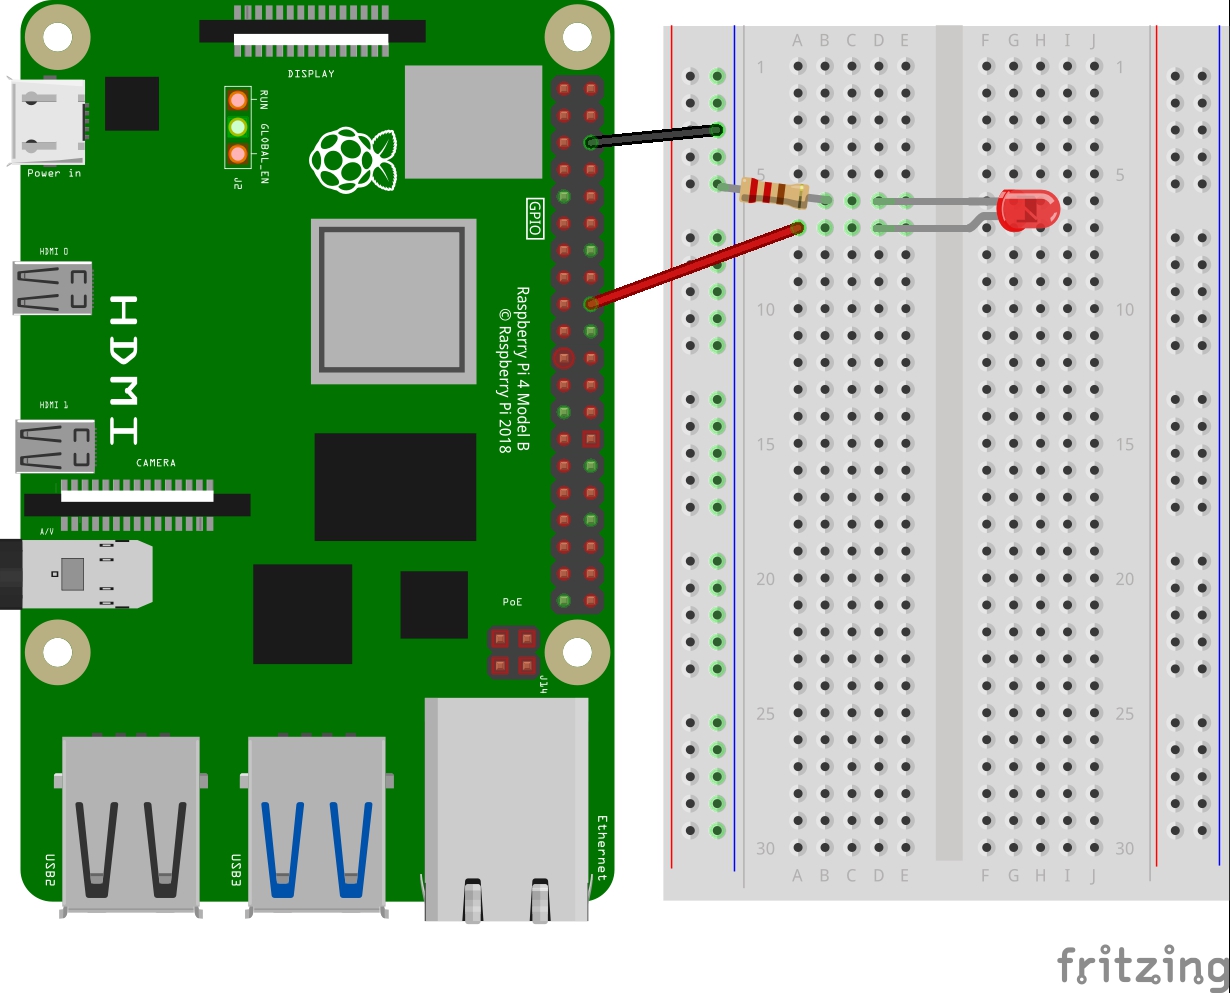 DISPLAY
RUN
GLOBAL_EN
J2
Power in
GPIO
HDMI 0
HDMI
Raspberry Pi 4 Model B
© Raspberry Pi 2018
HDMI 1
CAMERA
A/V
PoE
J14
USB2
USB3
Ethernet
A B C D E F G H I J
1 1
5 5
10 10
15 15
20 20
25 25
30 30
A B C D E F G H I J
fritzing